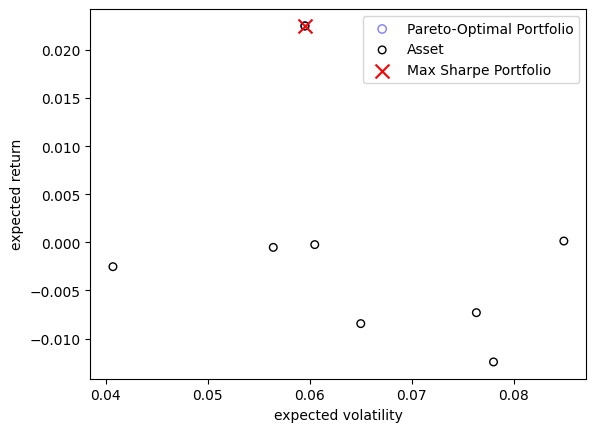 0.020
0.015
0.010
0.005
0.000
−0.005
−0.010
expected return
Pareto-Optimal Portfolio
Asset
Max Sharpe Portfolio
0.04
0.05
0.06
0.07
0.08
expected volatility